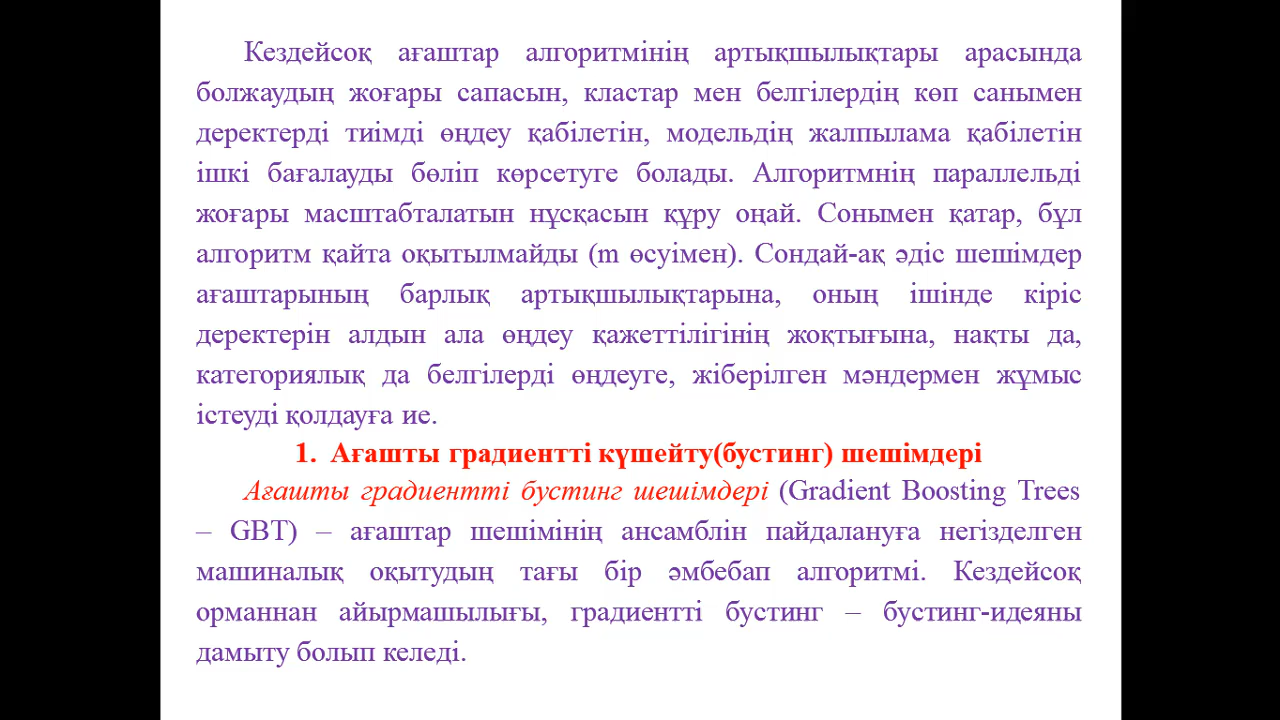 Кездейсоқ ағаштар алгоритмінің артықшылықтары арасында
болжаудың жоғары сапасын, кластар мен белгілердің көп санымен
деректерді тиімді өңдеу қабілетін, модельдің жалпылама қабілетін
ішкі бағалауды бөліп көрсетуге болады. Алгоритмнің параллельді
жоғары масштабталатын нұсқасын құру оңай. Сонымен қатар, бұл
алгоритм қайта оқытылмайды (m өсуімен). Сондай-ақ әдіс шешімдер
ағаштарының барлық артықшылықтарына, оның ішінде кіріс
деректерін алдын ала өңдеу қажеттілігінің жоқтығына, нақты да,
категориялық да белгілерді өңдеуге, жіберілген мәндермен жұмыс
істеуді қолдауға ие.
1. Ағашты градиентті күшейту(бустинг) шешімдері
Ағашты градиентті бустинг шешімдері (Gradient Boosting Trees
– GBT) – ағаштар шешімінің ансамблін пайдалануға негізделген
машиналық оқытудың тағы бір әмбебап алгоритмі. Кездейсоқ
орманнан айырмашылығы, градиентті бустинг – бустинг-идеяны
дамыту болып келеді.